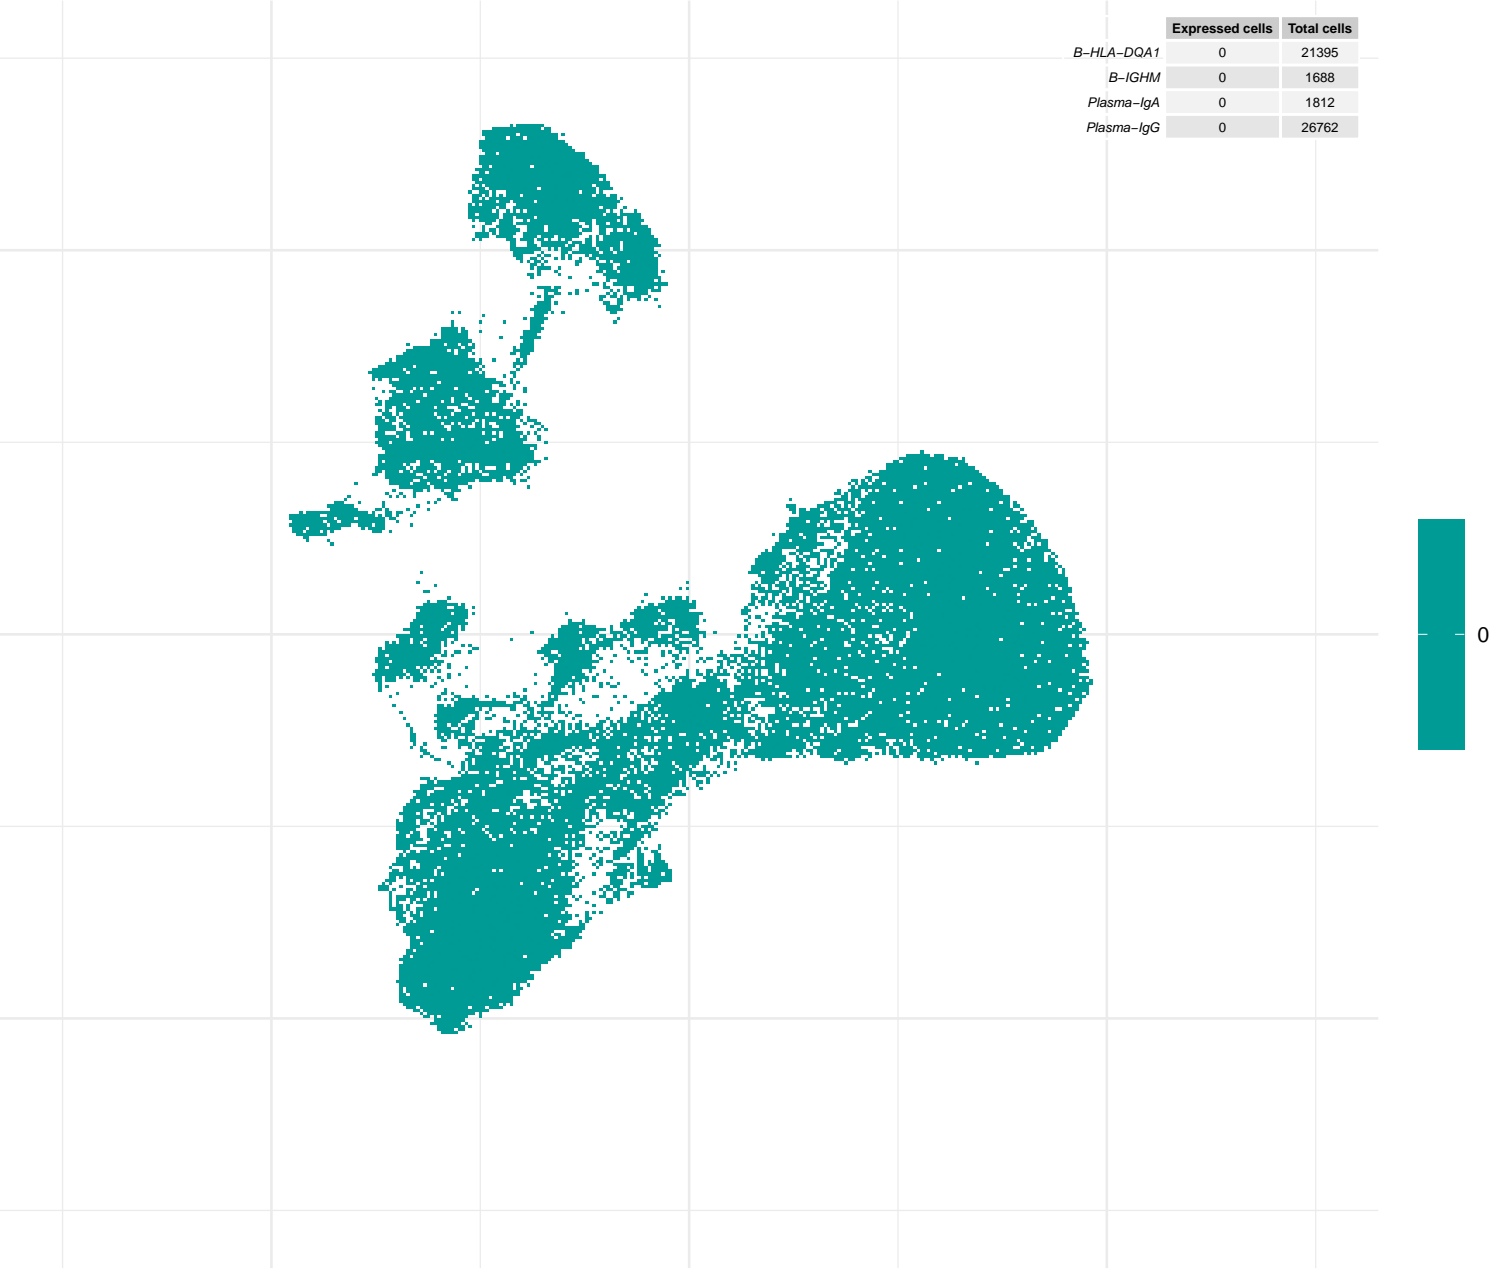 Expressed cells Total cells
B−HLA−DQA1 0 21395
B−IGHM 0 1688
Plasma−IgA 0 1812
Plasma−IgG 0 26762
0